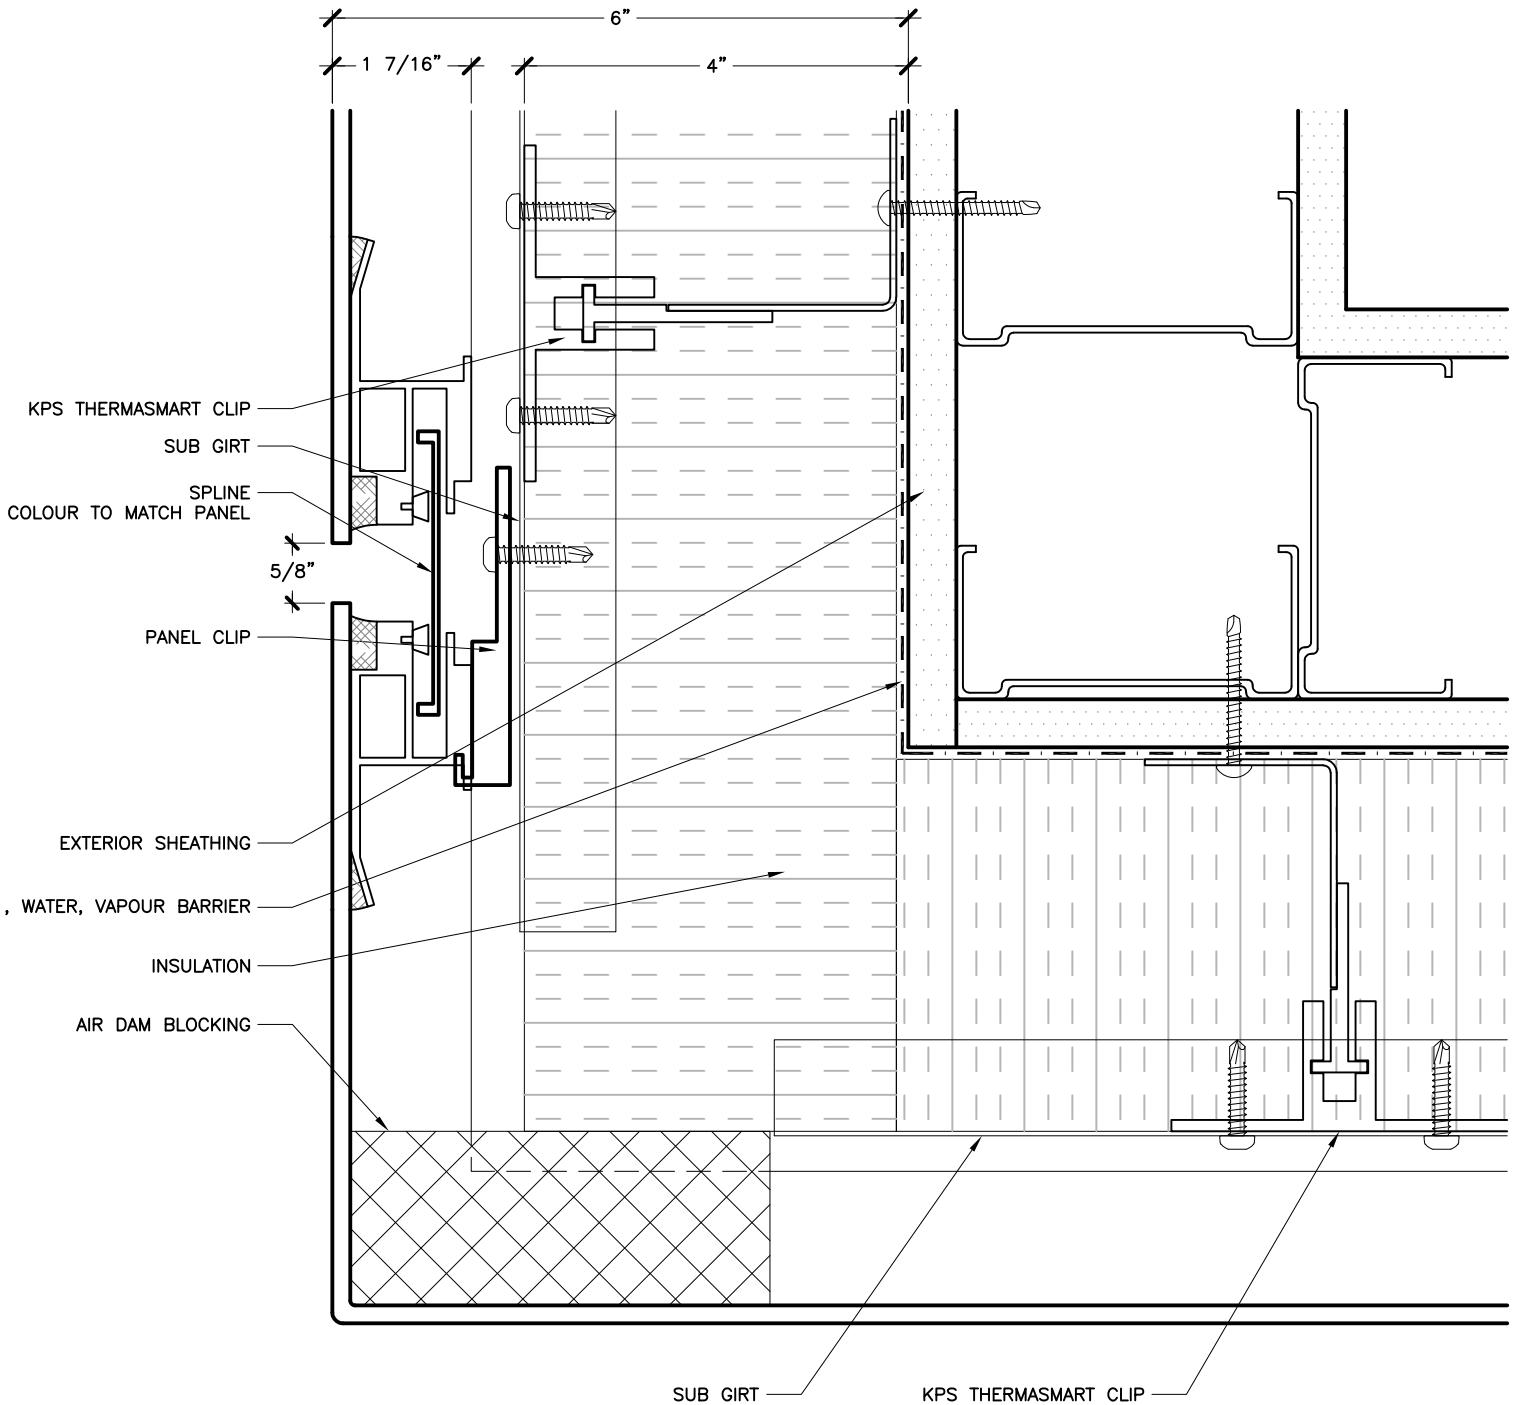 6”
1 7/16”
4”
KPS THERMASMART CLIP
SUB GIRT
SPLINE
COLOUR TO MATCH PANEL
5/8”
PANEL CLIP
EXTERIOR SHEATHING
, WATER, VAPOUR BARRIER
INSULATION
AIR DAM BLOCKING
SUB GIRT
KPS THERMASMART CLIP